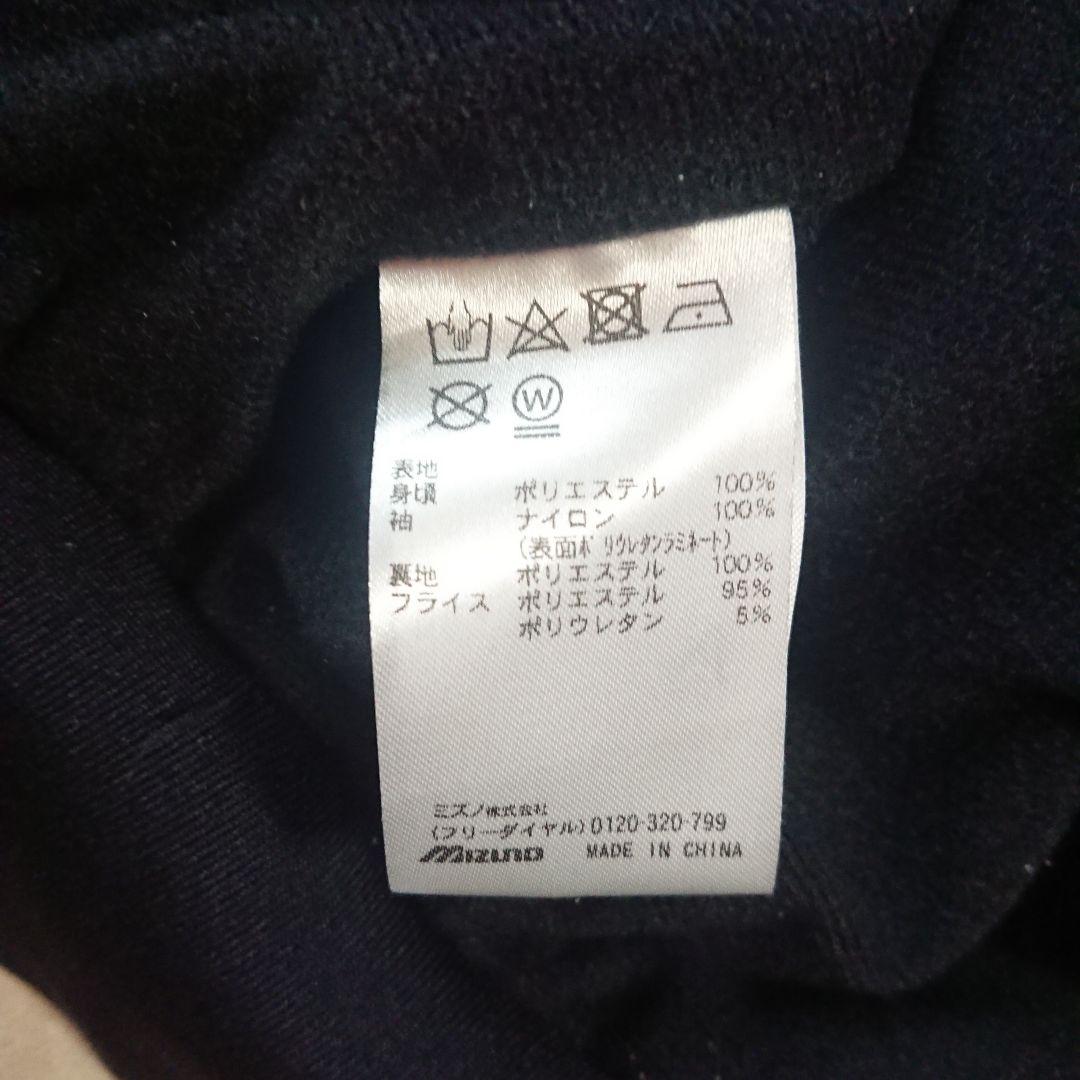 W
表地
身頃 ポリエステル 100%
袖 ナイロン 100%
(表面ポリウレタンラミネート)
裏地 ポリエステル 100%
フライス ポリエステル 95%
ポリウレタン 5%
ミズノ株式会社
(フリーダイヤル)0120-320-799
Mizuno MADE IN CHINA